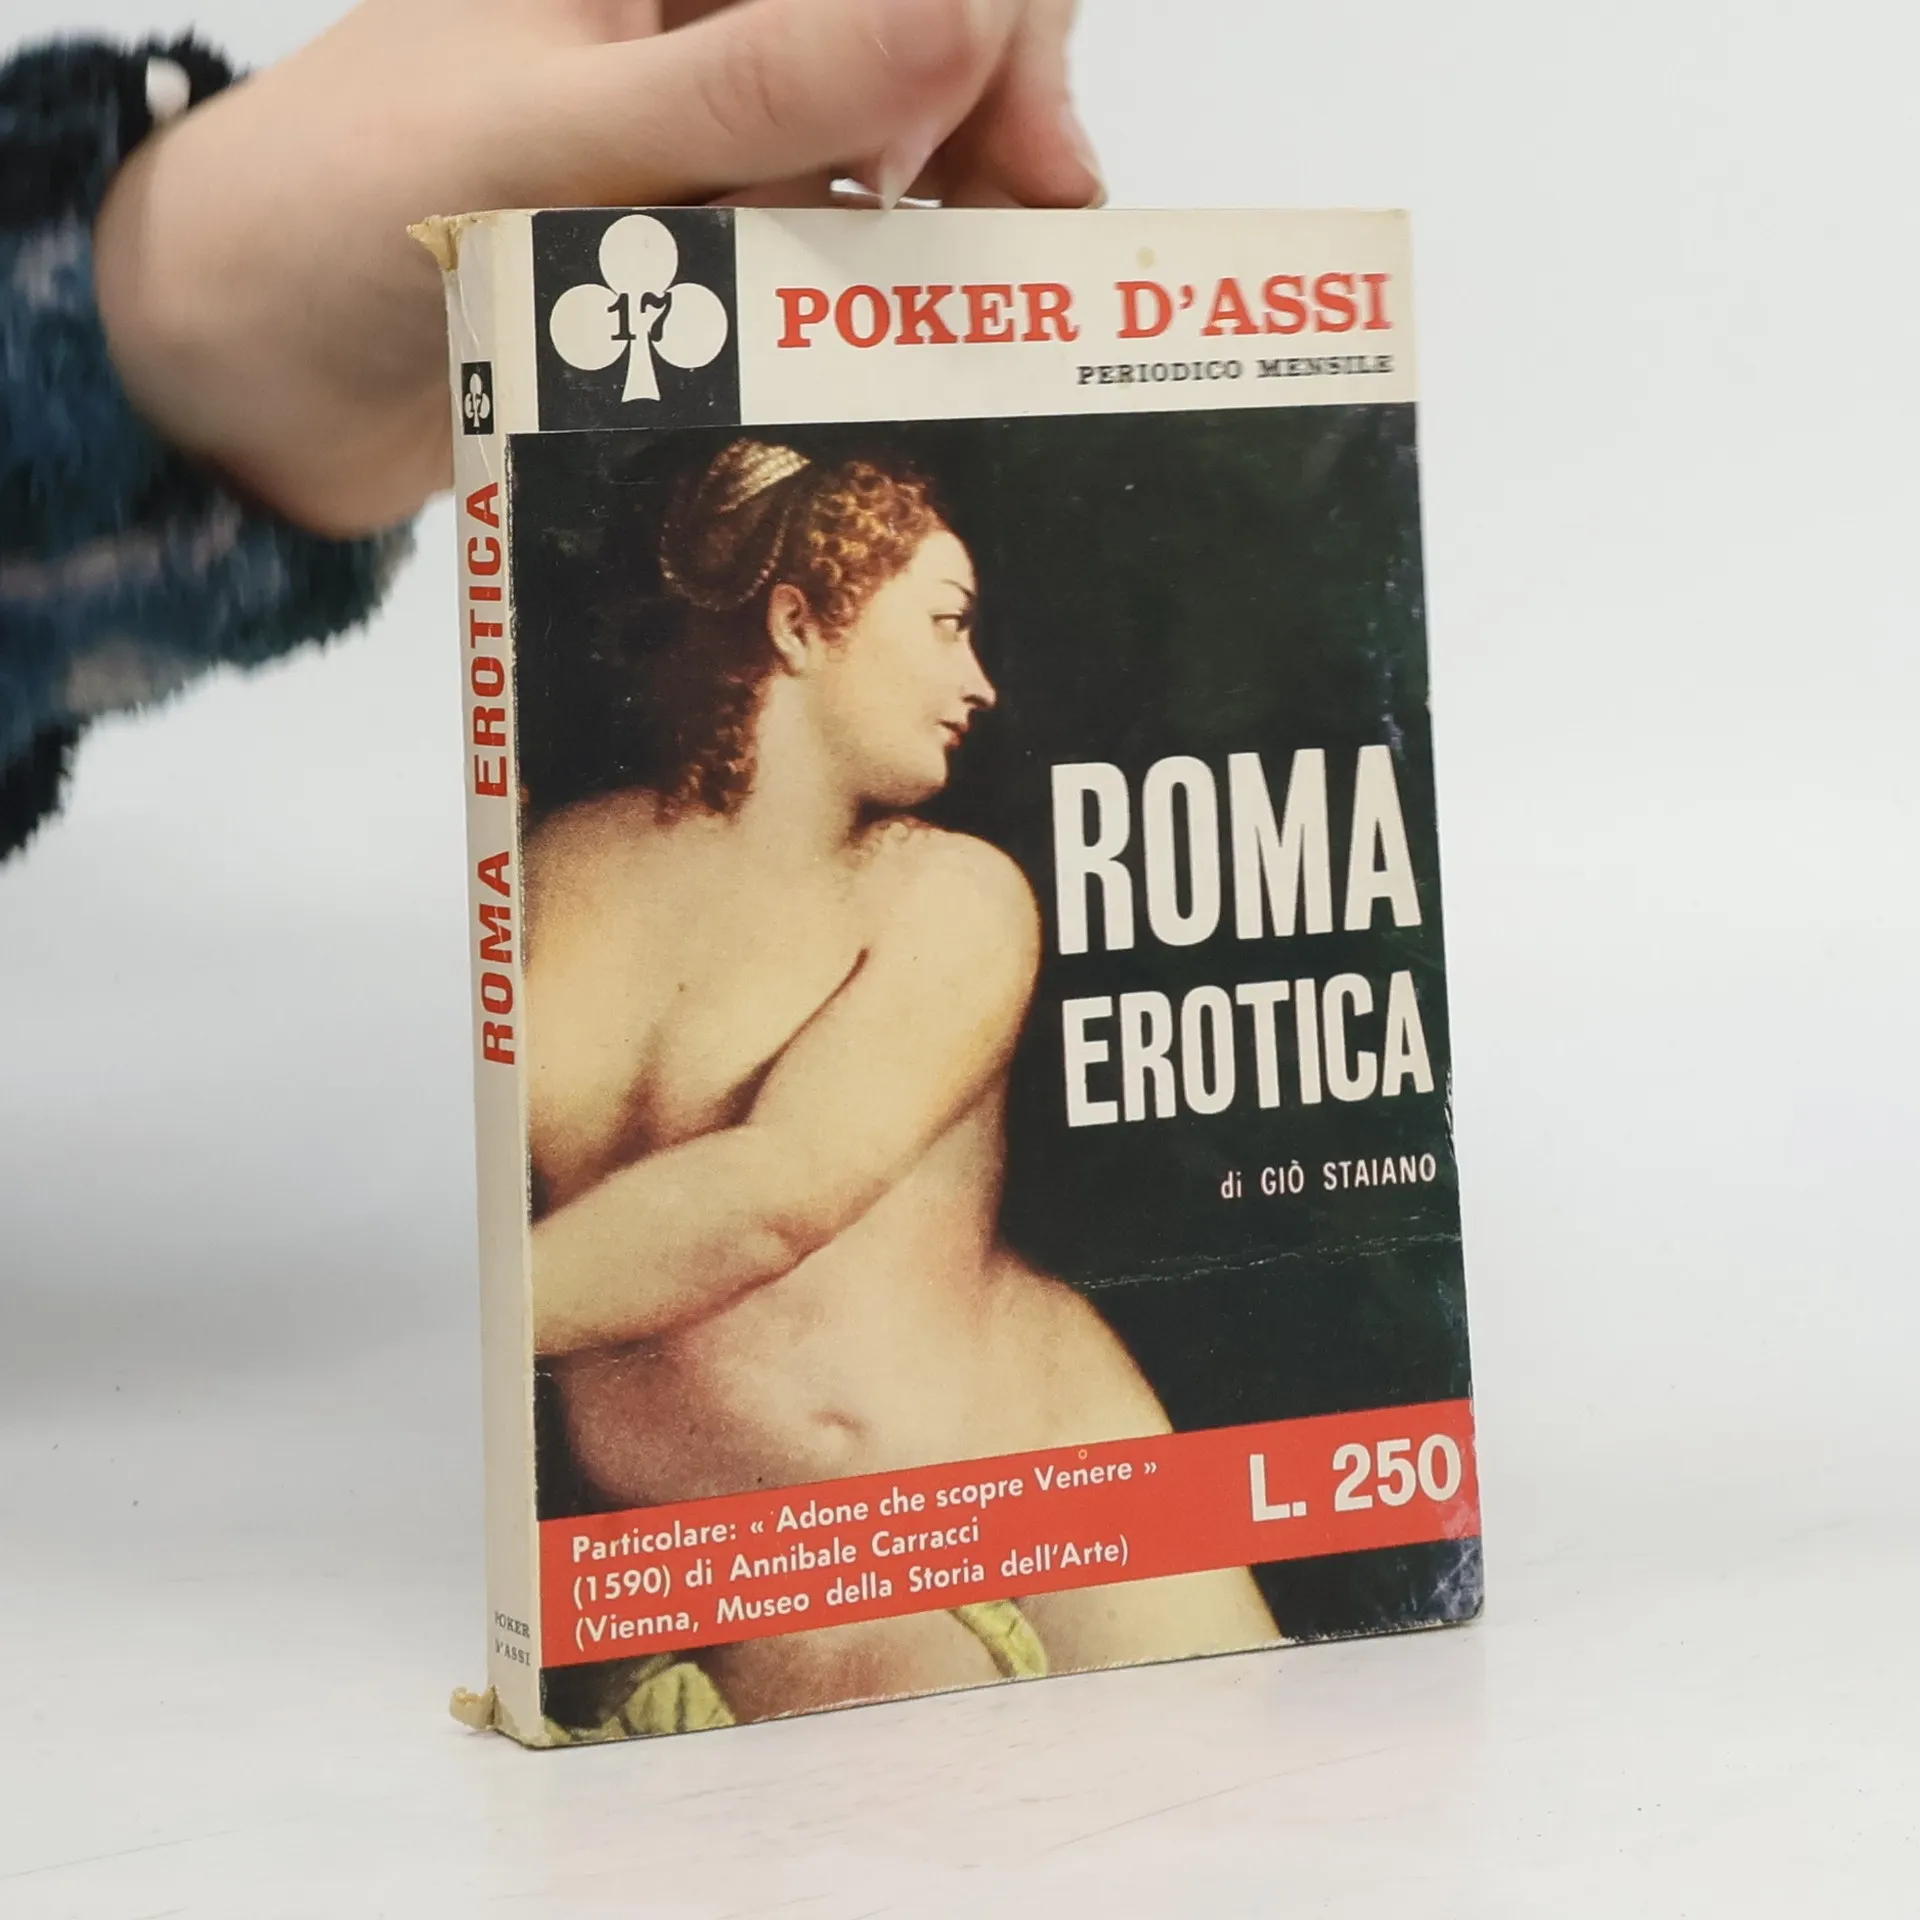 17
POKER D'ASSI
PERIODICO MENSILE
ROMA
EROTICA
di GIÒ STAIANO
L. 250
Particolare: « Adone che scopre Venere »
(1590) di Annibale Carracci
(Vienna, Museo della Storia dell'Arte)
17
ROMA EROTICA
POKER
D'ASSI